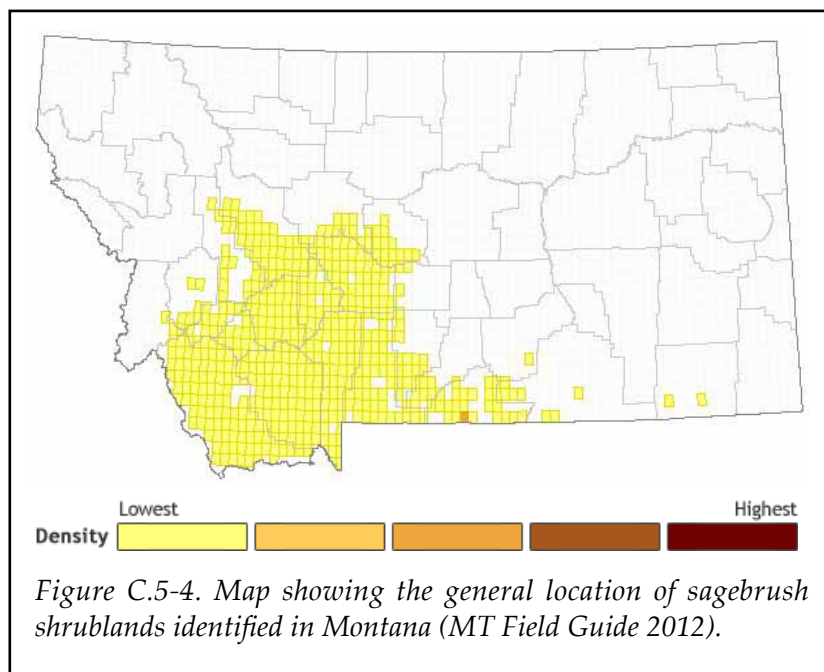 Lowest Highest
Density
Figure C.5-4. Map showing the general location of sagebrush
shrublands identified in Montana (MT Field Guide 2012).